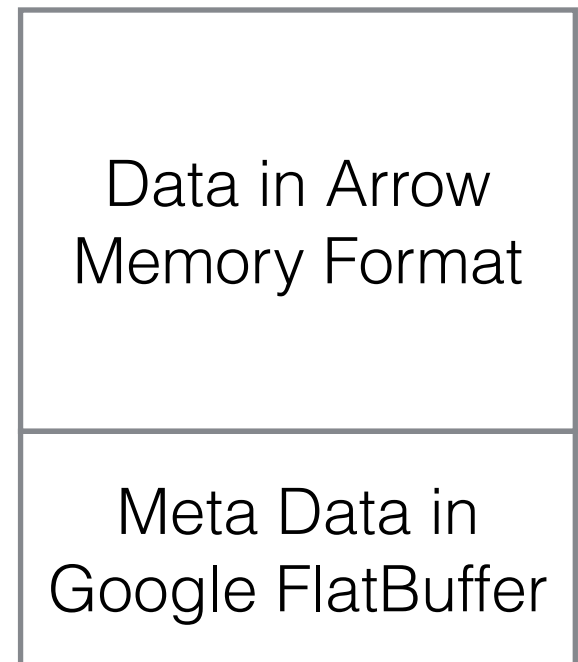 Data in Arrow
Memory Format
Meta Data in
Google FlatBuffer